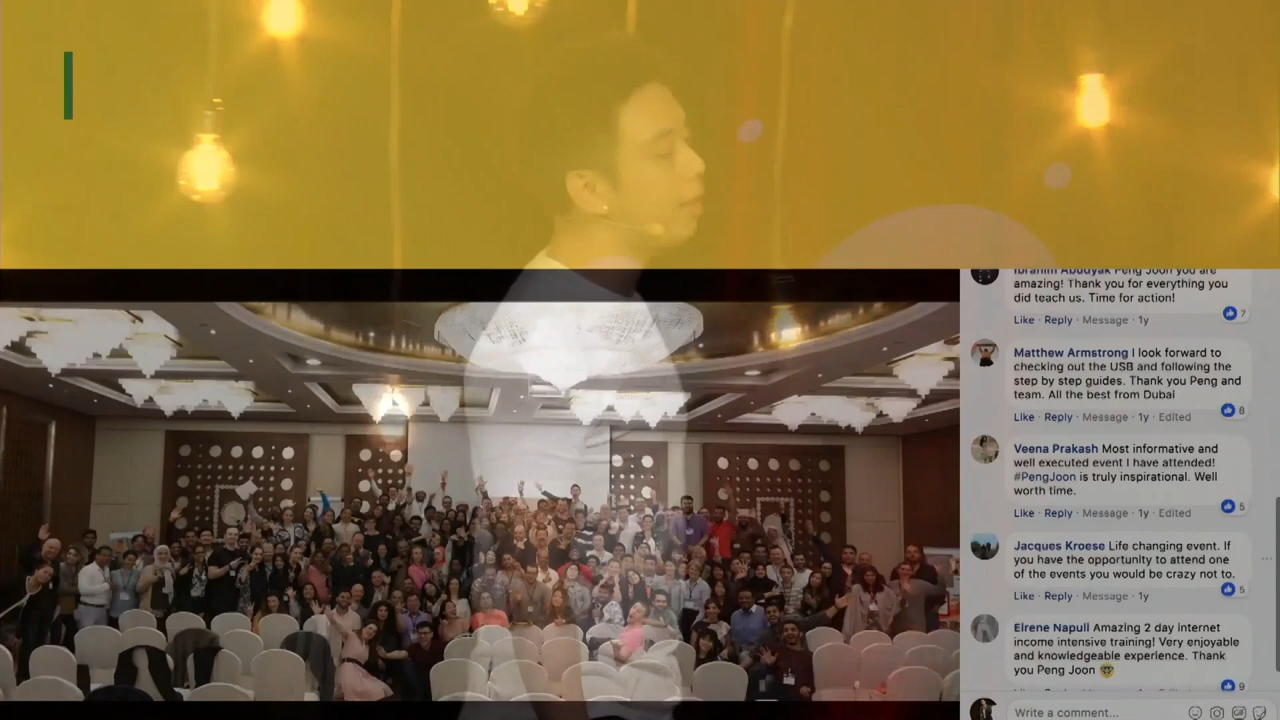 Ibrahim Abudyak Peng Joon you are
amazing! Thank you for everything you
did teach us. Time for action!
Like · Reply · Message · 1y
7
Matthew Armstrong I look forward to
checking out the USB and following the
step by step guides. Thank you Peng and
team. All the best from Dubai
Like · Reply · Message · 1y · Edited
6
Veena Prakash Most informative and
well executed event I have attended!
#PengJoon is truly inspirational. Well
worth time.
Like · Reply · Message · 1y · Edited
5
Jacques Kroese Life changing event. If
you have the opportunity to attend one
of the events you would be crazy not to.
Like · Reply · Message · 1y
5
Eirene Napuli Amazing 2 day internet
income intensive training! Very enjoyable
and knowledgeable experience. Thank
you Peng Joon
9
Write a comment...
GIF